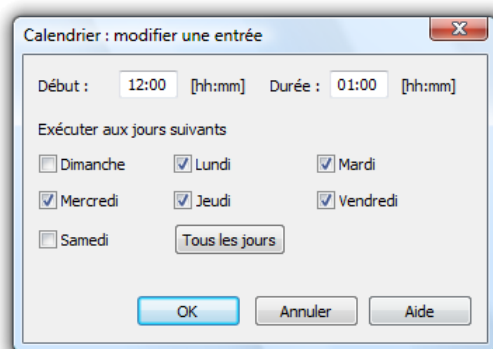 Calendrier : modifier une entrée
Début : 12:00 [hh:mm] Durée : 01:00 [hh:mm]
Exécuter aux jours suivants
Dimanche Lundi Mardi
Mercredi Jeudi Vendredi
Samedi Tous les jours
OK Annuler Aide